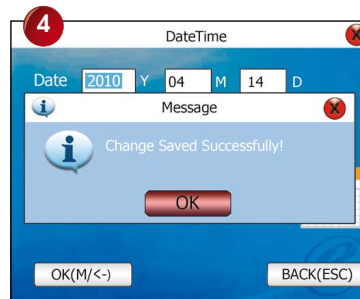 4
DateTime
Date 2010 Y 04 M 14 D
Message
Change Saved Successfully!
OK
OK(M/<-)
BACK(ESC)